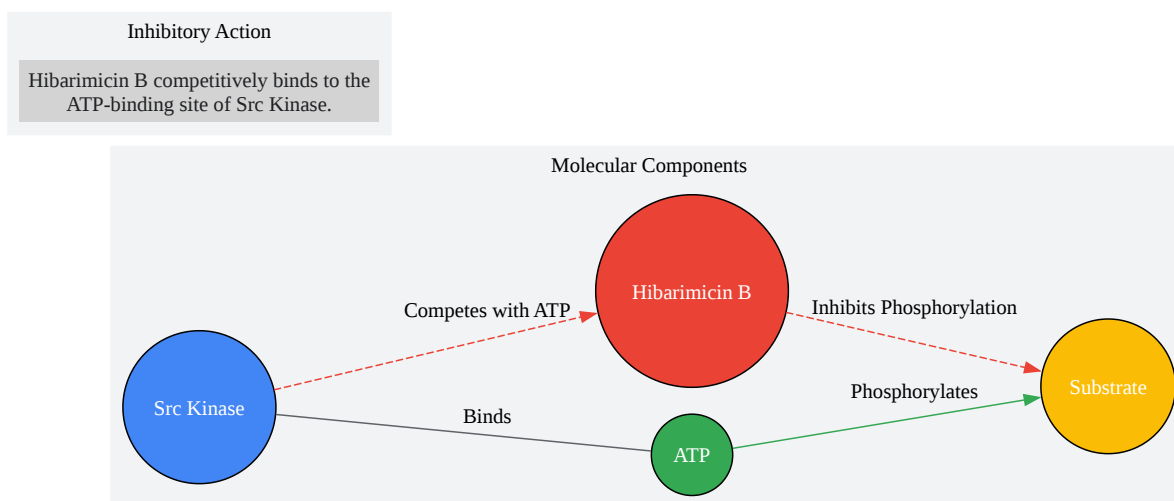 Inhibitory Action
Hibarimicin B competitively binds to the
ATP-binding site of Src Kinase.
Molecular Components
Hibarimicin B
Competes with ATP
Inhibits Phosphorylation
Src Kinase
Binds
ATP
Phosphorylates
Substrate